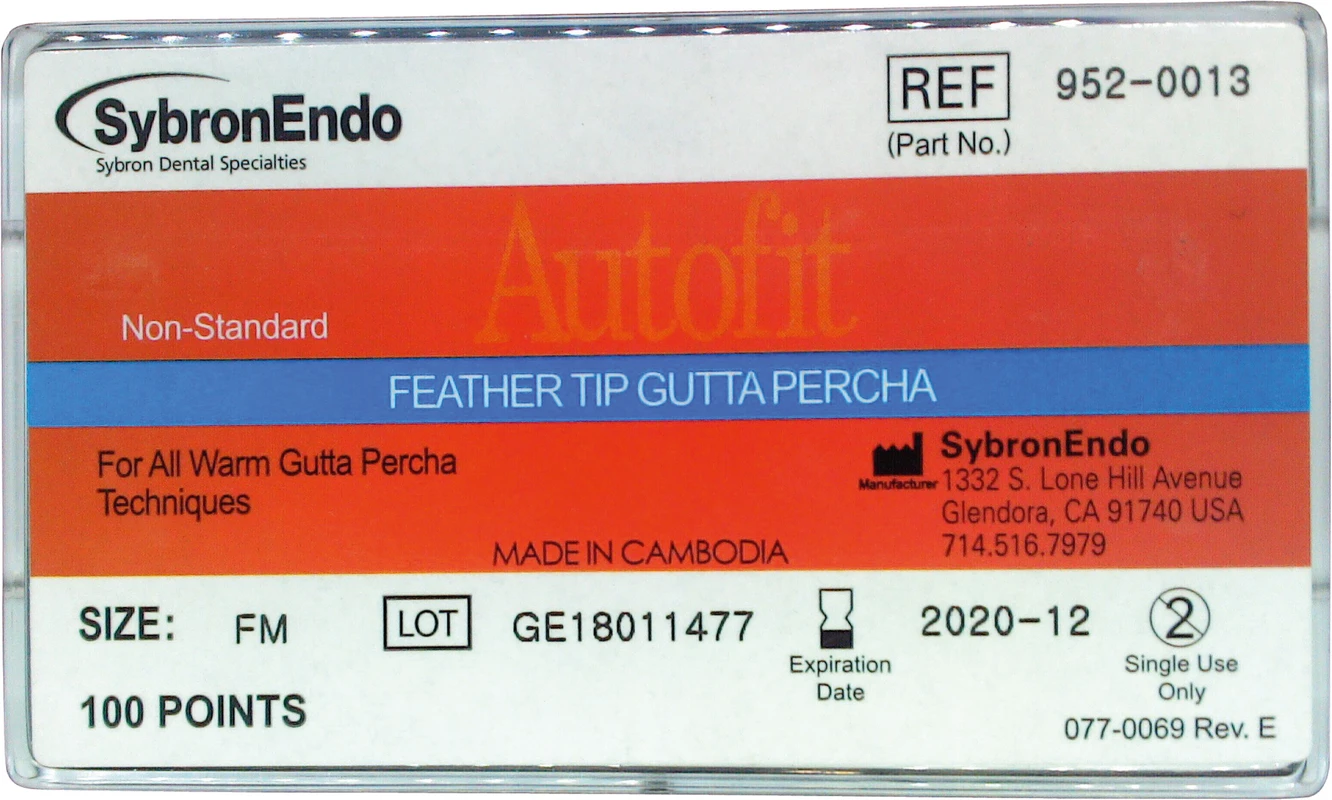 SybronEndo
Sybron Dental Specialties
REF 952-0013
(Part No.)
Autofit
Non-Standard
FEATHER TIP GUTTA PERCHA
For All Warm Gutta Percha
Techniques
Manufacturer
SybronEndo
1332 S. Lone Hill Avenue
Glendora, CA 91740 USA
714.516.7979
MADE IN CAMBODIA
SIZE: FM
LOT GE18011477
2020-12
Expiration
Date
2
Single Use
Only
100 POINTS
077-0069 Rev. E